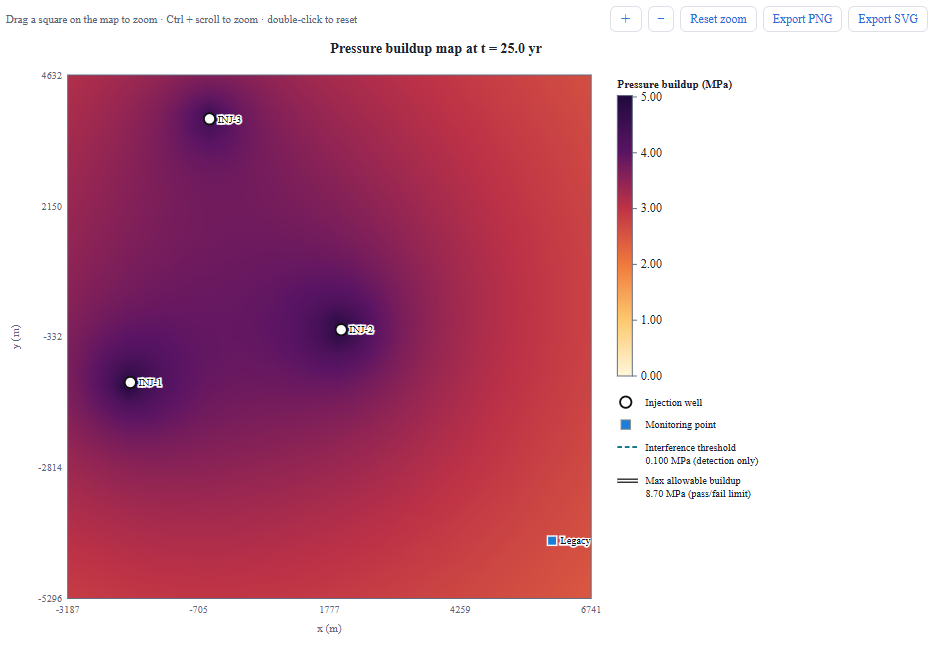 Drag a square on the map to zoom · Ctrl + scroll to zoom · double-click to reset
+
−
Reset zoom
Export PNG
Export SVG
Pressure buildup map at t = 25.0 yr
4632
2150
-332
-2814
-5296
y (m)
INJ-3
INJ-2
INJ-1
Legacy
-3187
-705
1777
4259
6741
x (m)
Pressure buildup (MPa)
5.00
4.00
3.00
2.00
1.00
0.00
Injection well
Monitoring point
Interference threshold
0.100 MPa (detection only)
Max allowable buildup
8.70 MPa (pass/fail limit)